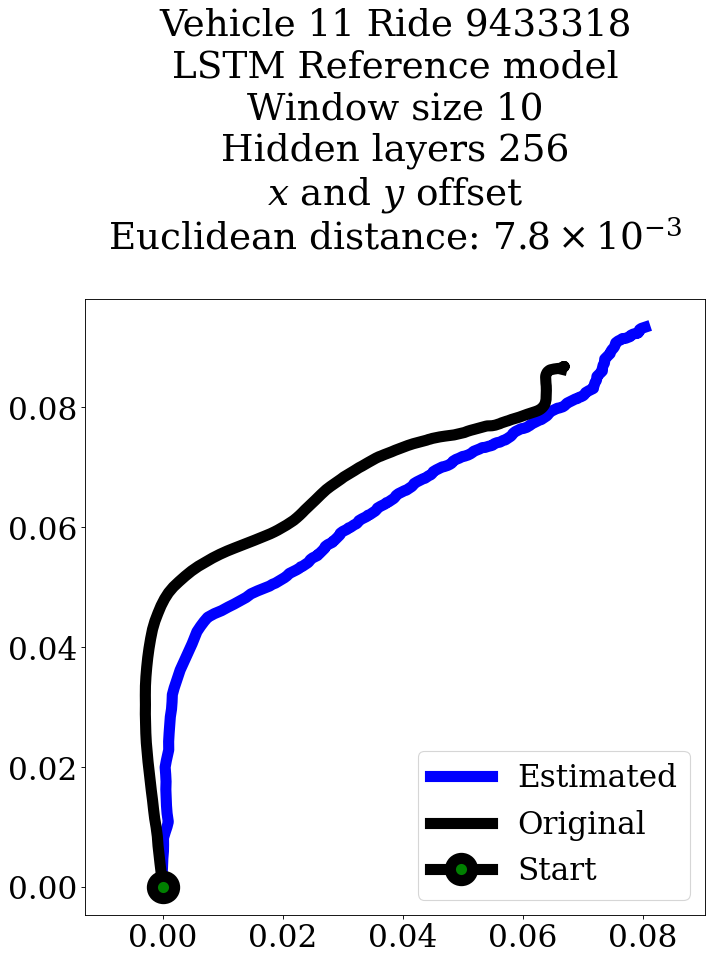 Vehicle 11 Ride 9433318
LSTM Reference model
Window size 10
Hidden layers 256
x and y offset
Euclidean distance: 7.8 × 10⁻³
0.08
0.06
0.04
0.02
0.00
Estimated
Original
Start
0.00 0.02 0.04 0.06 0.08